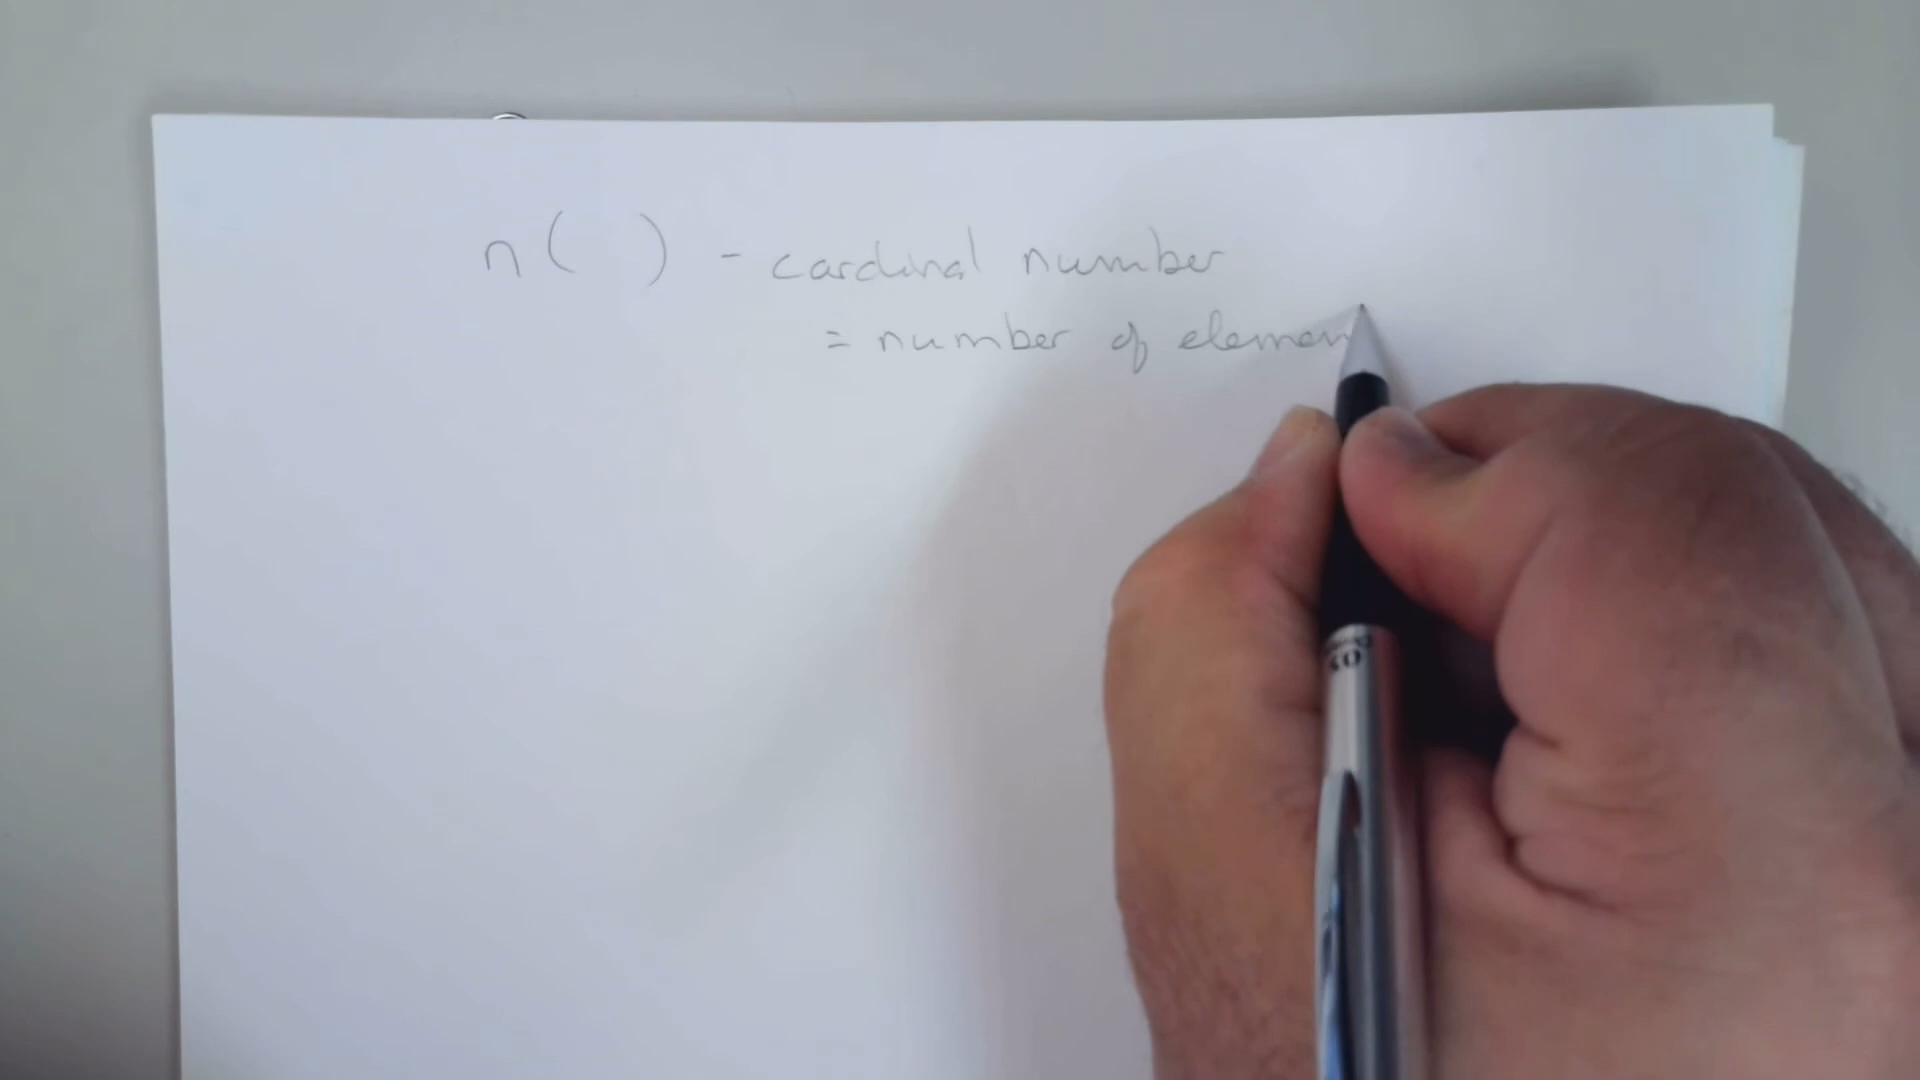 n( ) - cardinal number
= number of elemen